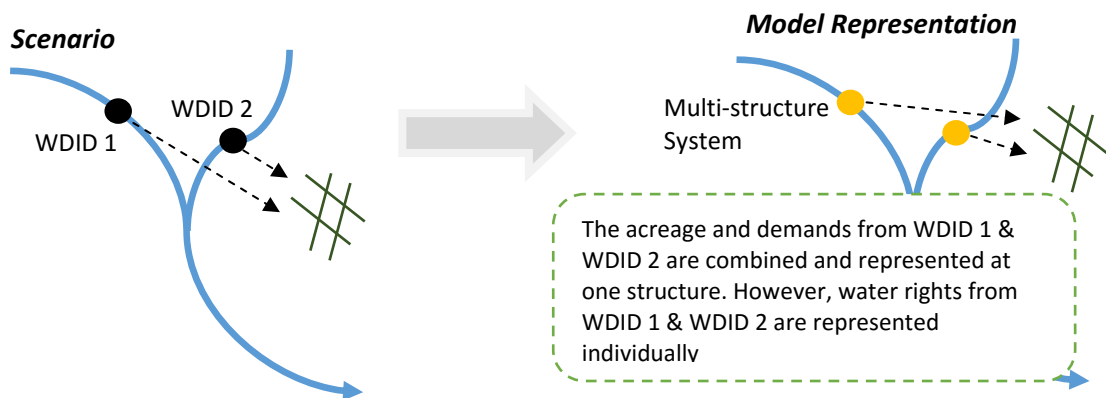 Scenario
WDID 1
WDID 2
Model Representation
Multi-structure
System
The acreage and demands from WDID 1 &
WDID 2 are combined and represented at
one structure. However, water rights from
WDID 1 & WDID 2 are represented
individually